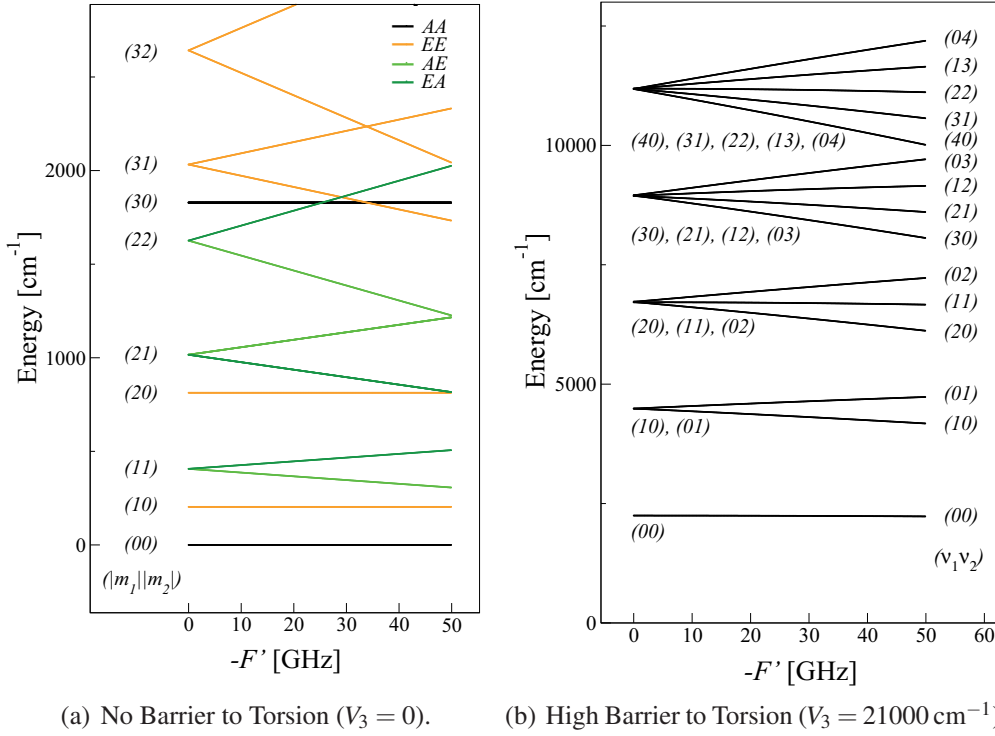 AA
EE
AE
EA
(32)
(31)
(30)
(22)
(21)
(20)
(11)
(10)
(00)
(|m1||m2|)
2000
1000
0
Energy [cm-1]
0 10 20 30 40 50
-F' [GHz]
(a) No Barrier to Torsion (V3 = 0).
13000
10000
5000
0
Energy [cm-1]
(04)
(13)
(22)
(31)
(40)
(40), (31), (22), (13), (04)
(03)
(12)
(21)
(30)
(30), (21), (12), (03)
(02)
(11)
(20)
(20), (11), (02)
(01)
(10)
(10), (01)
(00)
(00)
(ν1ν2)
0 10 20 30 40 50 60
-F' [GHz]
(b) High Barrier to Torsion (V3 = 21000 cm−1)